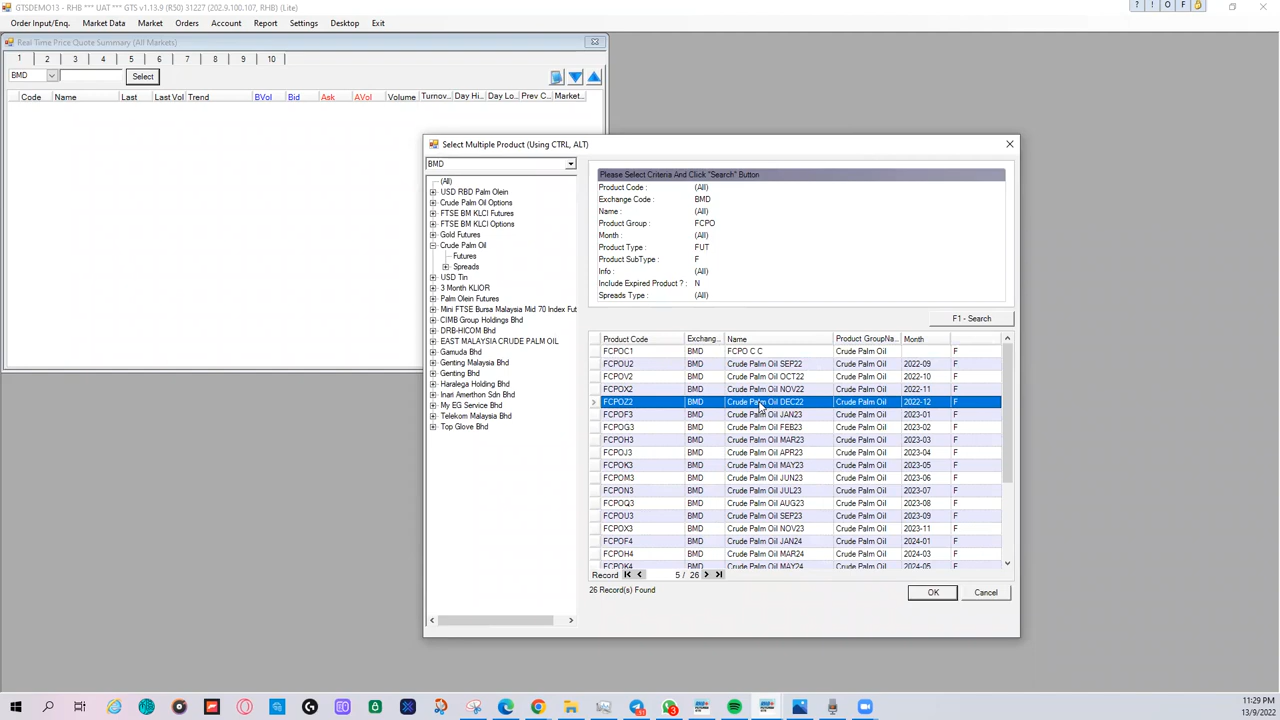 GTSDEMO13 - RHB *** UAT *** GTS v1.13.9 (R50) 31227 (202.9.100.107, RHB) (Lite)
? ! O F
Order Input/Enq. Market Data Market Orders Account Report Settings Desktop Exit
Real Time Price Quote Summary (All Markets)
1 2 3 4 5 6 7 8 9 10
BMD Select
Code Name Last Last Vol Trend BVol Bid Ask AVol Volume Turnov... Day Hi... Day Lo... Prev C... Market...
Select Multiple Product (Using CTRL, ALT)
BMD
(All)
USD RBD Palm Olein
Crude Palm Oil Options
FTSE BM KLCI Futures
FTSE BM KLCI Options
Gold Futures
Crude Palm Oil
Futures
Spreads
USD Tin
3 Month KLIOR
Palm Olein Futures
Mini FTSE Bursa Malaysia Mid 70 Index Fut
CIMB Group Holdings Bhd
DRB-HICOM Bhd
EAST MALAYSIA CRUDE PALM OIL
Gamuda Bhd
Genting Malaysia Bhd
Genting Bhd
Haralega Holding Bhd
Inari Amerthon Sdn Bhd
My EG Service Bhd
Telekom Malaysia Bhd
Top Glove Bhd
Please Select Criteria And Click "Search" Button
Product Code : (All)
Exchange Code : BMD
Name : (All)
Product Group : FCPO
Month : (All)
Product Type : FUT
Product SubType : F
Info : (All)
Include Expired Product ? : N
Spreads Type : (All)
F1 - Search
Product Code Exchang... Name Product GroupNa... Month
FCPOC1 BMD FCPO C C Crude Palm Oil F
FCPOU2 BMD Crude Palm Oil SEP22 Crude Palm Oil 2022-09 F
FCPOV2 BMD Crude Palm Oil OCT22 Crude Palm Oil 2022-10 F
FCPOX2 BMD Crude Palm Oil NOV22 Crude Palm Oil 2022-11 F
FCPOZ2 BMD Crude Palm Oil DEC22 Crude Palm Oil 2022-12 F
FCPOF3 BMD Crude Palm Oil JAN23 Crude Palm Oil 2023-01 F
FCPOG3 BMD Crude Palm Oil FEB23 Crude Palm Oil 2023-02 F
FCPOH3 BMD Crude Palm Oil MAR23 Crude Palm Oil 2023-03 F
FCPOJ3 BMD Crude Palm Oil APR23 Crude Palm Oil 2023-04 F
FCPOK3 BMD Crude Palm Oil MAY23 Crude Palm Oil 2023-05 F
FCPOM3 BMD Crude Palm Oil JUN23 Crude Palm Oil 2023-06 F
FCPON3 BMD Crude Palm Oil JUL23 Crude Palm Oil 2023-07 F
FCPOQ3 BMD Crude Palm Oil AUG23 Crude Palm Oil 2023-08 F
FCPOU3 BMD Crude Palm Oil SEP23 Crude Palm Oil 2023-09 F
FCPOX3 BMD Crude Palm Oil NOV23 Crude Palm Oil 2023-11 F
FCPOF4 BMD Crude Palm Oil JAN24 Crude Palm Oil 2024-01 F
FCPOH4 BMD Crude Palm Oil MAR24 Crude Palm Oil 2024-03 F
FCPOK4 BMD Crude Palm Oil MAY24 Crude Palm Oil 2024-05 F
Record 5 / 26
26 Record(s) Found
OK Cancel
11:29 PM
13/9/2022